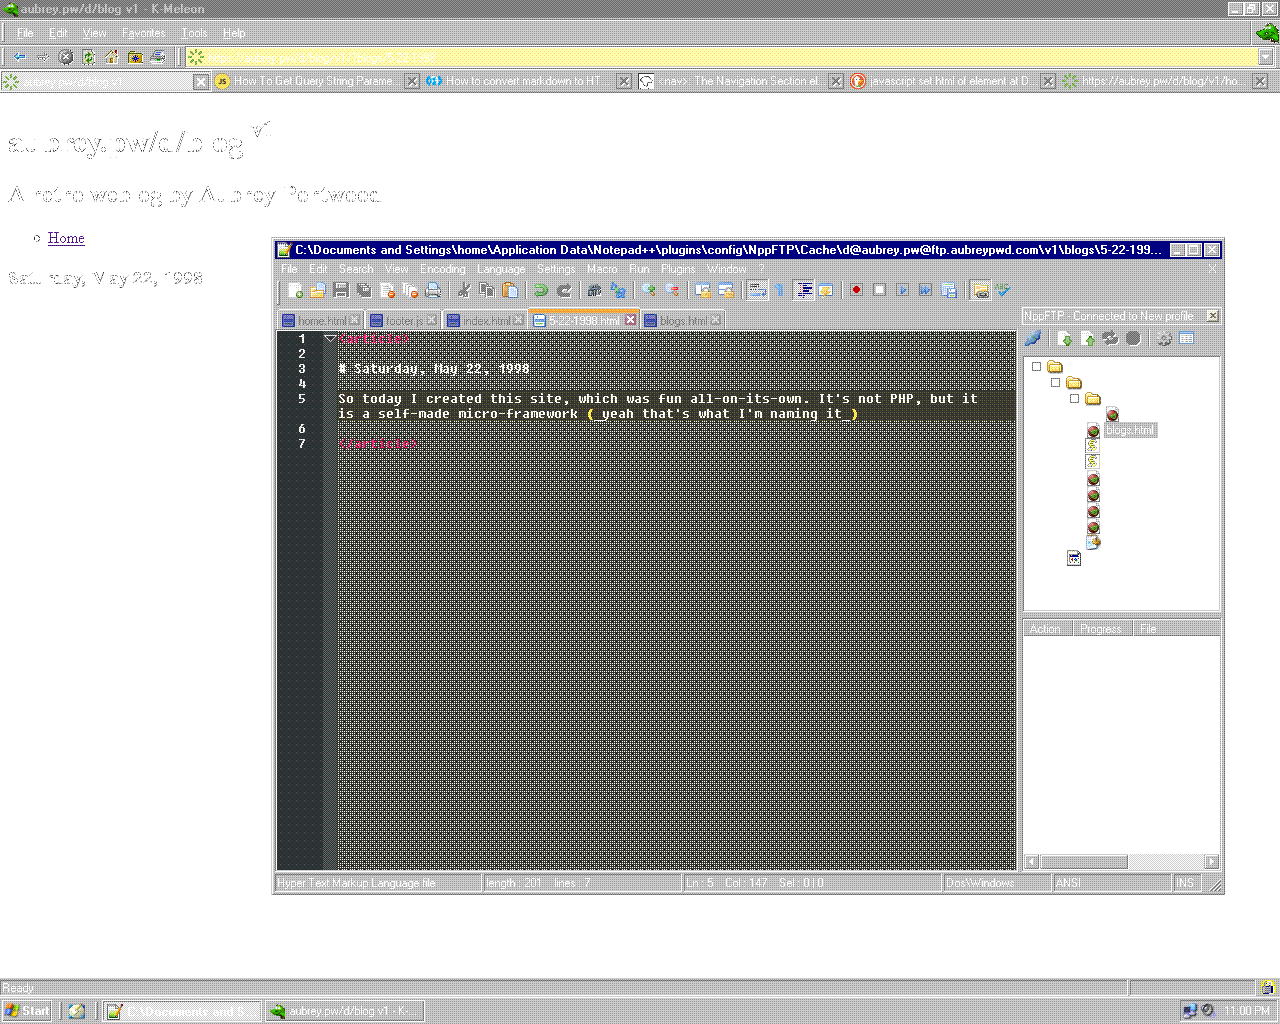 aubrey.pw/d/blog v1 - K-Meleon
File Edit View Favorites Tools Help
aubrey.pw/d/blog v1
How To Get Query String Parame
How to convert markdown to HT
<nav>: The Navigation Section el
javascript set html of element at D
https://aubrey.pw/d/blog/v1/ho
aubrey.pw/d/blog v1
A retro weblog by Aubrey Portwood
Home
Saturday, May 22, 1998
C:\Documents and Settings\home\Application Data\Notepad++\plugins\config\NppFTP\Cache\d@aubrey.pw@ftp.aubreypwd.com\v1\blogs\5-22-199...
File Edit Search View Encoding Language Settings Macro Run Plugins Window ?
home.html footer.js index.html 5-22-1998.html blogs.html
NppFTP - Connected to New profile
1 <article>
2
3 # Saturday, May 22, 1998
4
5 So today I created this site, which was fun all-on-its-own. It's not PHP, but it
is a self-made micro-framework (_yeah that's what I'm naming it_)
6
7 </article>
blogs.html
Action Progress File
Hyper Text Markup Language file length : 201 lines : 7 Ln : 5 Col : 147 Sel : 0 | 0 Dos\Windows ANSI INS
Ready
Start
C:\Documents and S...
aubrey.pw/d/blog v1 - K-...
11:00 PM